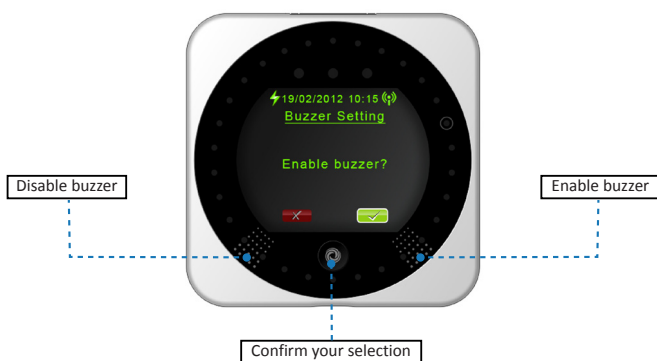 19/02/2012 10:15
Buzzer Setting
Enable buzzer?
Disable buzzer
Enable buzzer
Confirm your selection